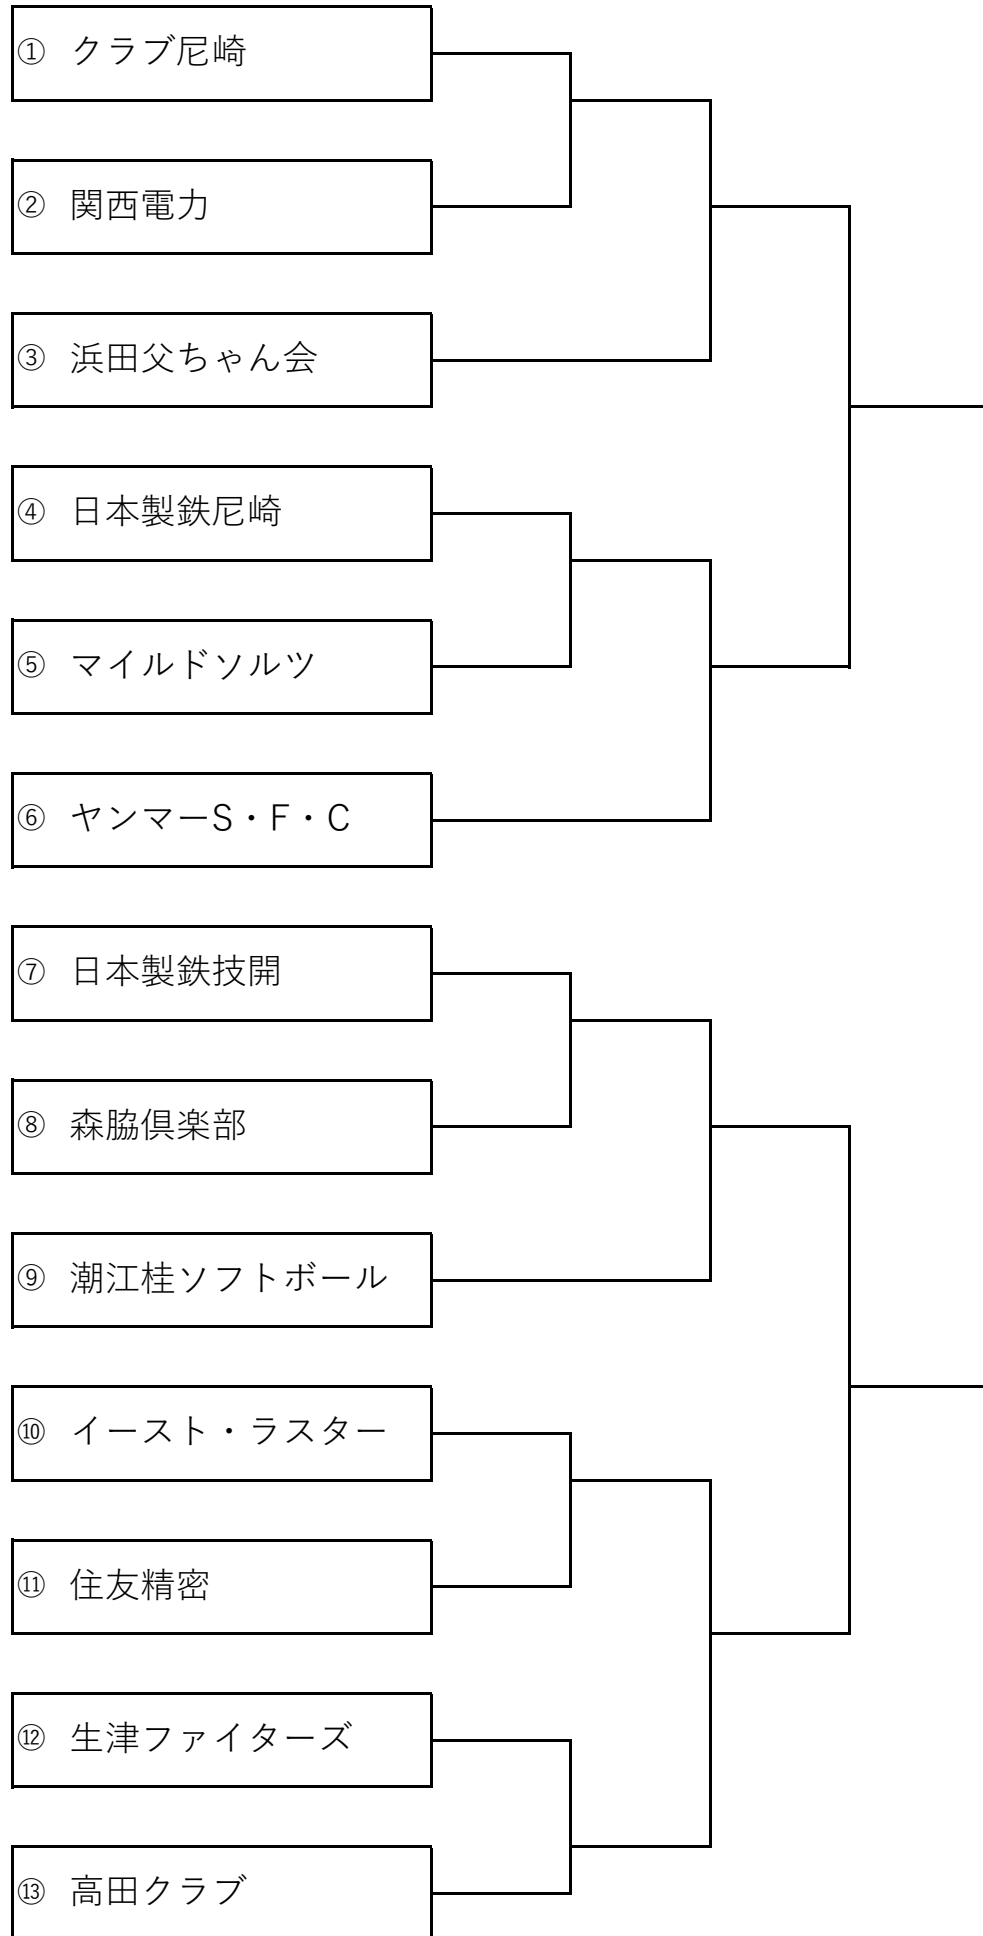 ① クラブ尼崎
② 関西電力
③ 浜田父ちゃん会
④ 日本製鉄尼崎
⑤ マイルドソルツ
⑥ ヤンマーS・F・C
⑦ 日本製鉄技開
⑧ 森脇倶楽部
⑨ 潮江桂ソフトボール
⑩ イースト・ラスター
⑪ 住友精密
⑫ 生津ファイターズ
⑬ 高田クラブ